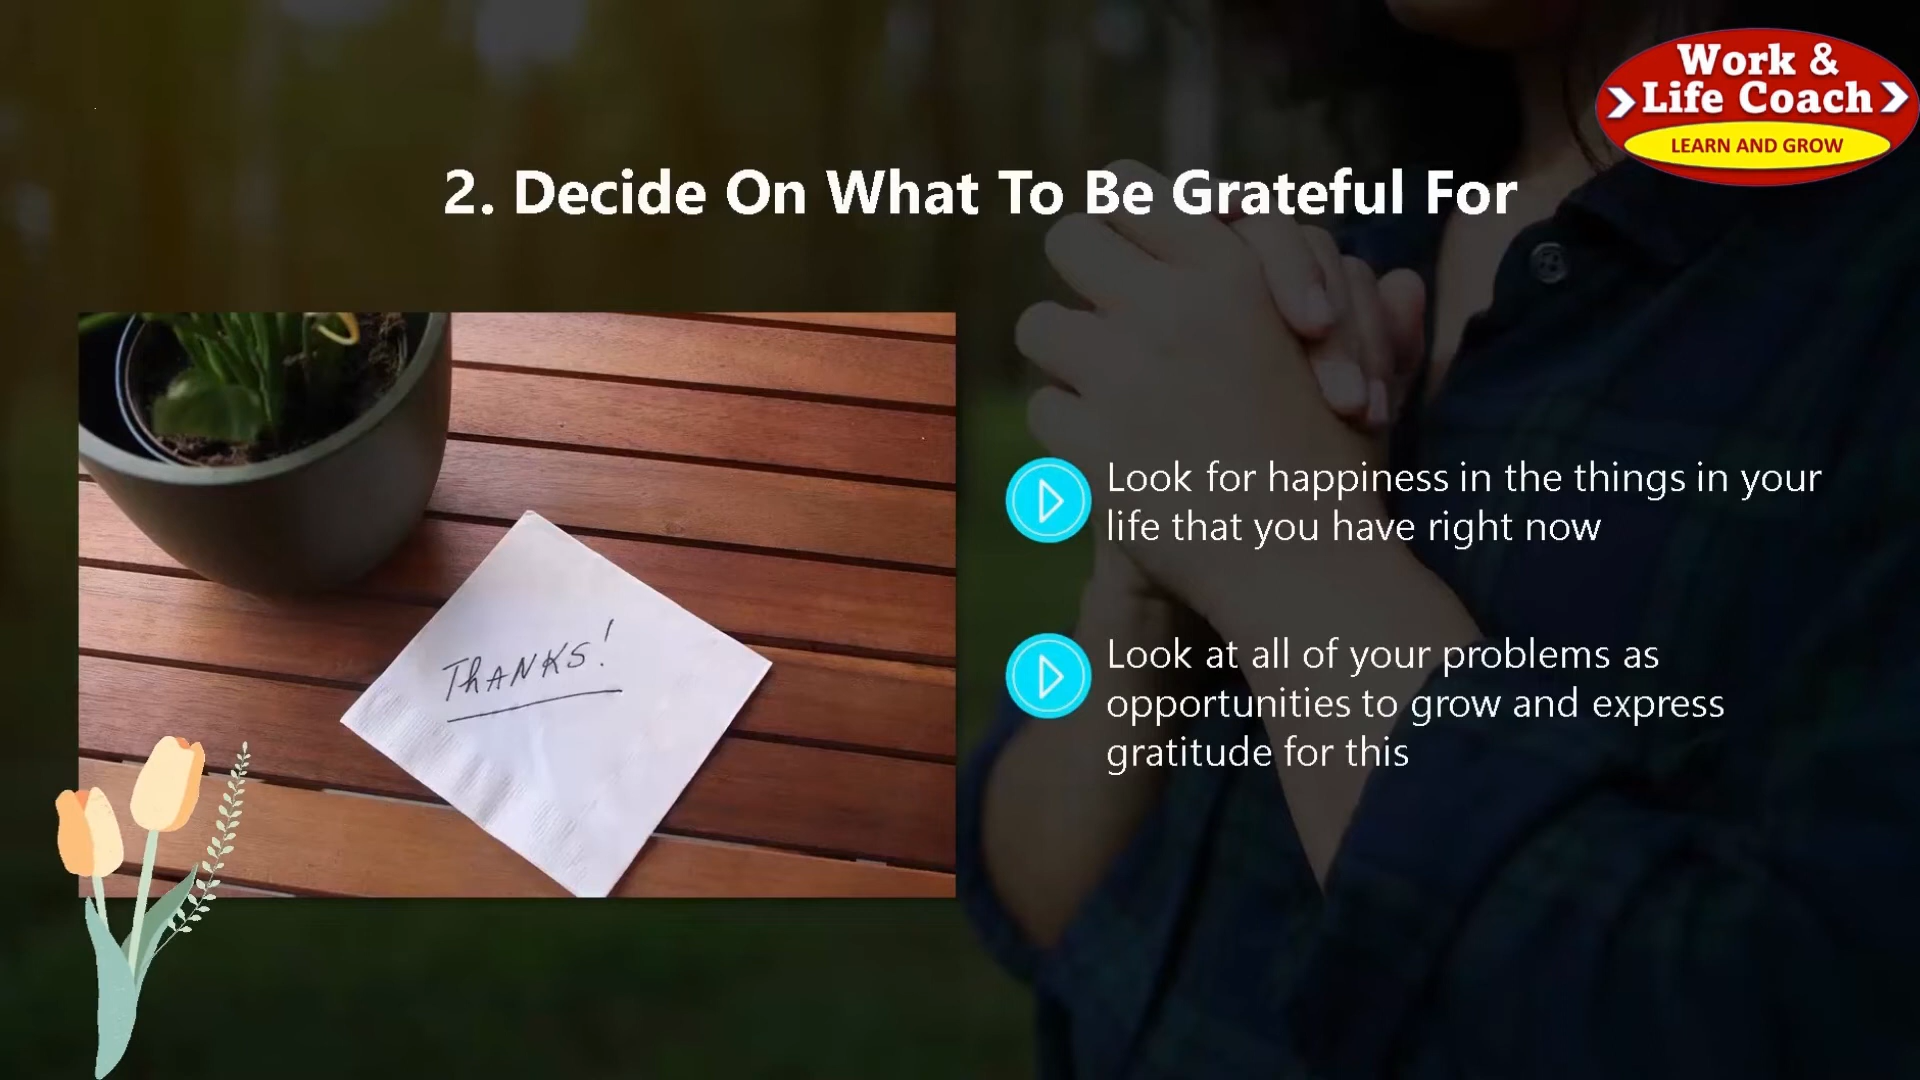 Work &
Life Coach
LEARN AND GROW
2. Decide On What To Be Grateful For
THANKS!
Look for happiness in the things in your
life that you have right now
Look at all of your problems as
opportunities to grow and express
gratitude for this